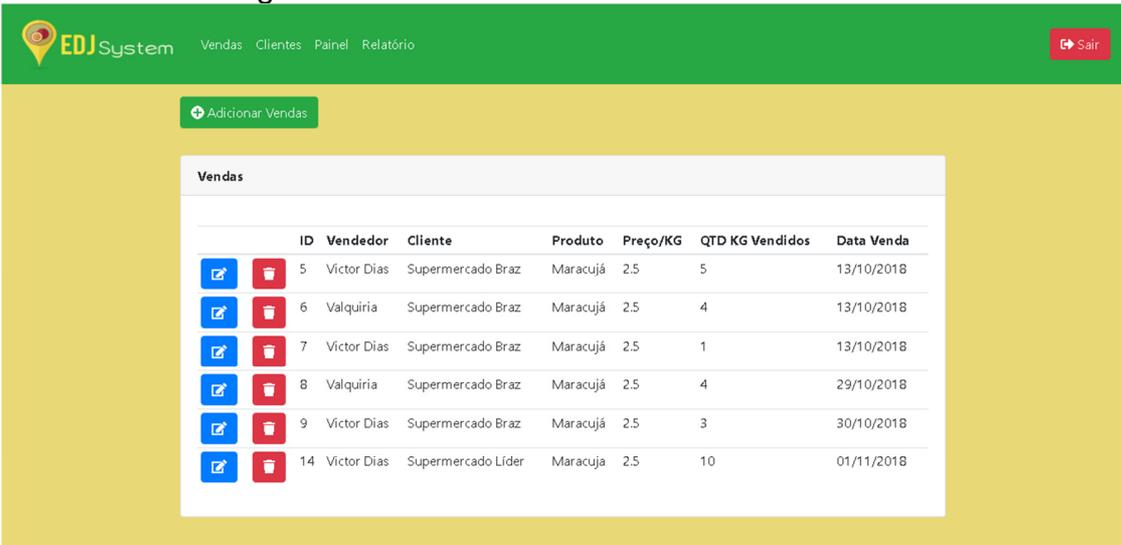 EDJ System Vendas Clientes Painel Relatório Sair
Adicionar Vendas
Vendas
ID Vendedor Cliente Produto Preço/KG QTD KG Vendidos Data Venda
5 Victor Dias Supermercado Braz Maracujá 2.5 5 13/10/2018
6 Valquiria Supermercado Braz Maracujá 2.5 4 13/10/2018
7 Victor Dias Supermercado Braz Maracujá 2.5 1 13/10/2018
8 Valquiria Supermercado Braz Maracujá 2.5 4 29/10/2018
9 Victor Dias Supermercado Braz Maracujá 2.5 3 30/10/2018
14 Victor Dias Supermercado Líder Maracuja 2.5 10 01/11/2018